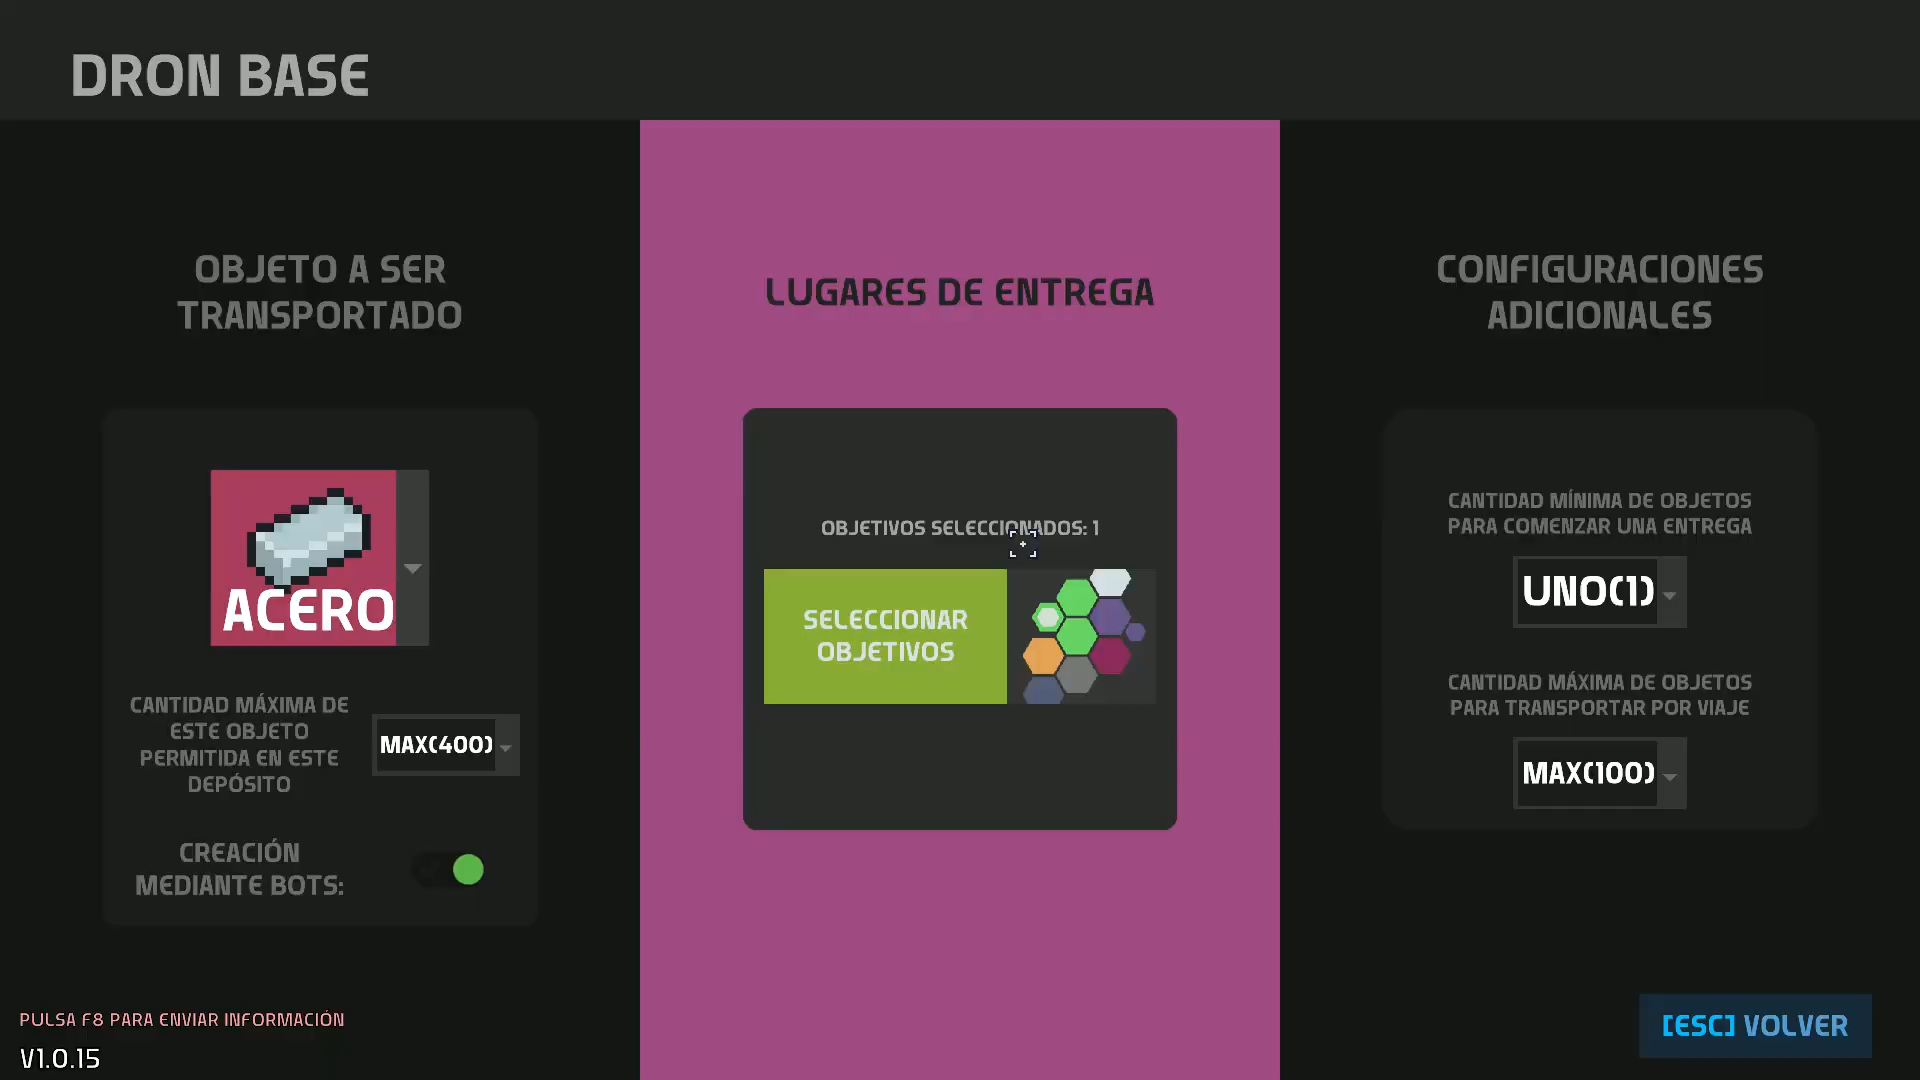 DRON BASE
OBJETO A SER
TRANSPORTADO
ACERO
CANTIDAD MÁXIMA DE
ESTE OBJETO
PERMITIDA EN ESTE
DEPÓSITO
MAX(400)
CREACIÓN
MEDIANTE BOTS:
LUGARES DE ENTREGA
OBJETIVOS SELECCIONADOS: 1
SELECCIONAR
OBJETIVOS
CONFIGURACIONES
ADICIONALES
CANTIDAD MÍNIMA DE OBJETOS
PARA COMENZAR UNA ENTREGA
UNO(1)
CANTIDAD MÁXIMA DE OBJETOS
PARA TRANSPORTAR POR VIAJE
MAX(100)
PULSA F8 PARA ENVIAR INFORMACIÓN
V1.0.15
[ESC] VOLVER